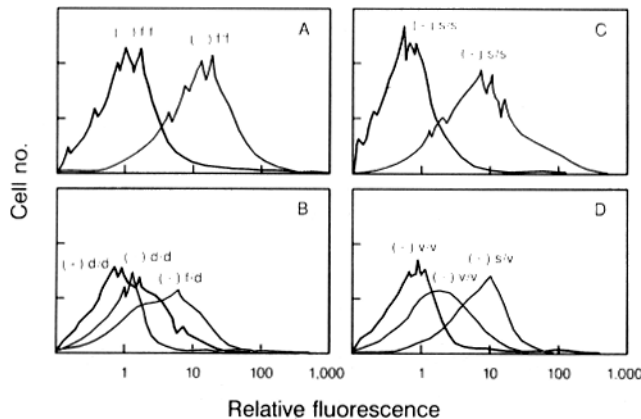 A
( ) f f
( ) f f
C
(-) s/s
(-) s/s
Cell no.
B
(+) d/d
( ) d-d
(-) f-d
D
(-) v-v
(-) v/v
(-) s/v
1 10 100 1.000
1 10 100 1.000
Relative fluorescence